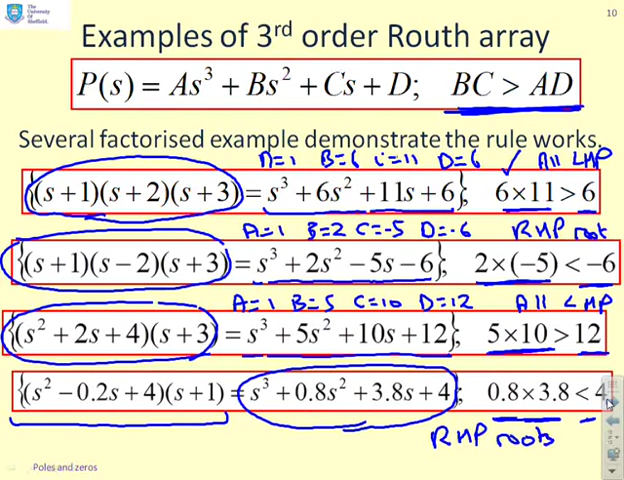 The
University
Of
Sheffield.
10
Examples of 3rd order Routh array
P(s) = As³ + Bs² + Cs + D; BC > AD
Several factorised example demonstrate the rule works.
A=1 B=6 C=11 D=6 ✓ All LHP
{(s+1)(s+2)(s+3) = s³ + 6s² + 11s + 6}; 6×11 > 6
A=1 B=2 C=-5 D=-6 RHP root
{(s+1)(s−2)(s+3) = s³ + 2s² − 5s − 6}; 2×(−5) < −6
A=1 B=5 C=10 D=12 All LHP
{(s² + 2s + 4)(s+3) = s³ + 5s² + 10s + 12}; 5×10 > 12
{(s² − 0.2s + 4)(s+1) = s³ + 0.8s² + 3.8s + 4}; 0.8×3.8 < 4
RHP roots
Poles and zeros